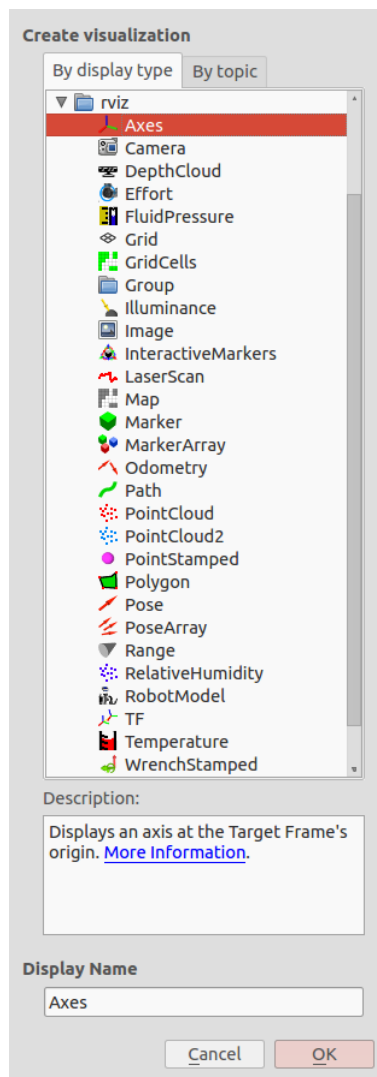 Create visualization
By display type By topic
rviz
Axes
Camera
DepthCloud
Effort
FluidPressure
Grid
GridCells
Group
Illuminance
Image
InteractiveMarkers
LaserScan
Map
Marker
MarkerArray
Odometry
Path
PointCloud
PointCloud2
PointStamped
Polygon
Pose
PoseArray
Range
RelativeHumidity
RobotModel
TF
Temperature
WrenchStamped
Description:
Displays an axis at the Target Frame's
origin. More Information.
Display Name
Axes
Cancel OK